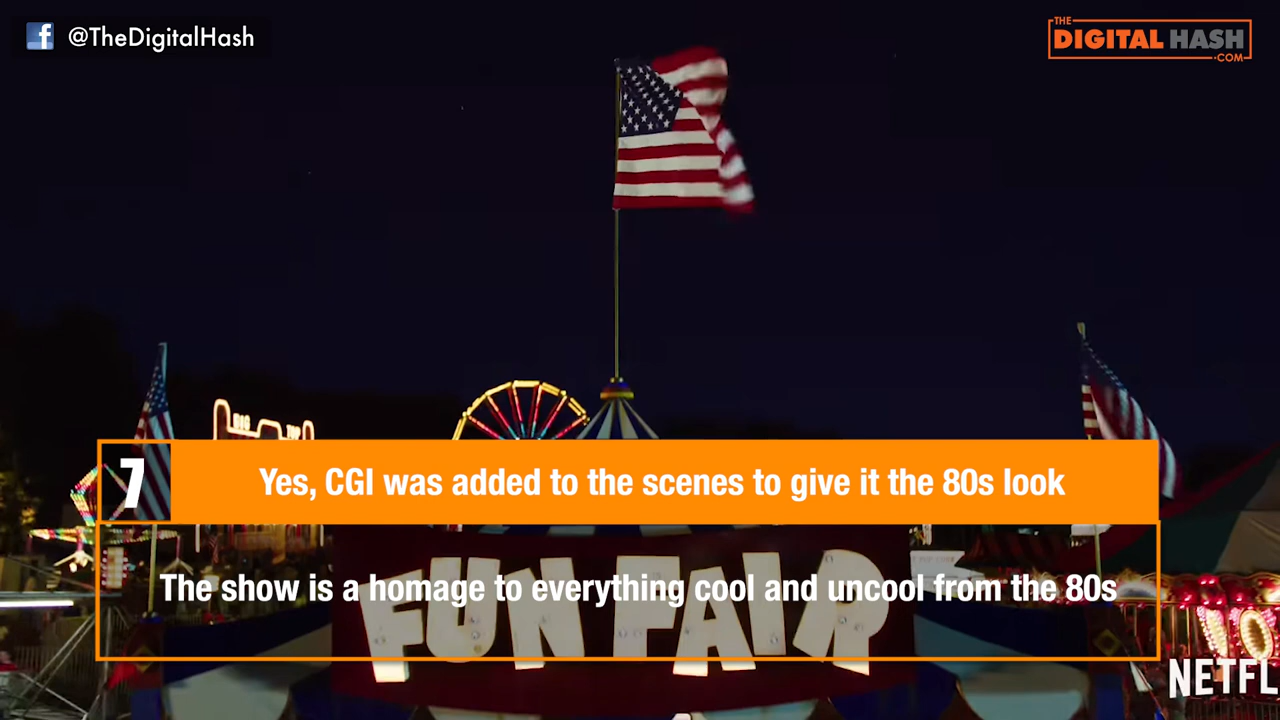 @TheDigitalHash
THE
DIGITAL HASH
.COM
7
Yes, CGI was added to the scenes to give it the 80s look
The show is a homage to everything cool and uncool from the 80s
FUN FAIR
NETFL